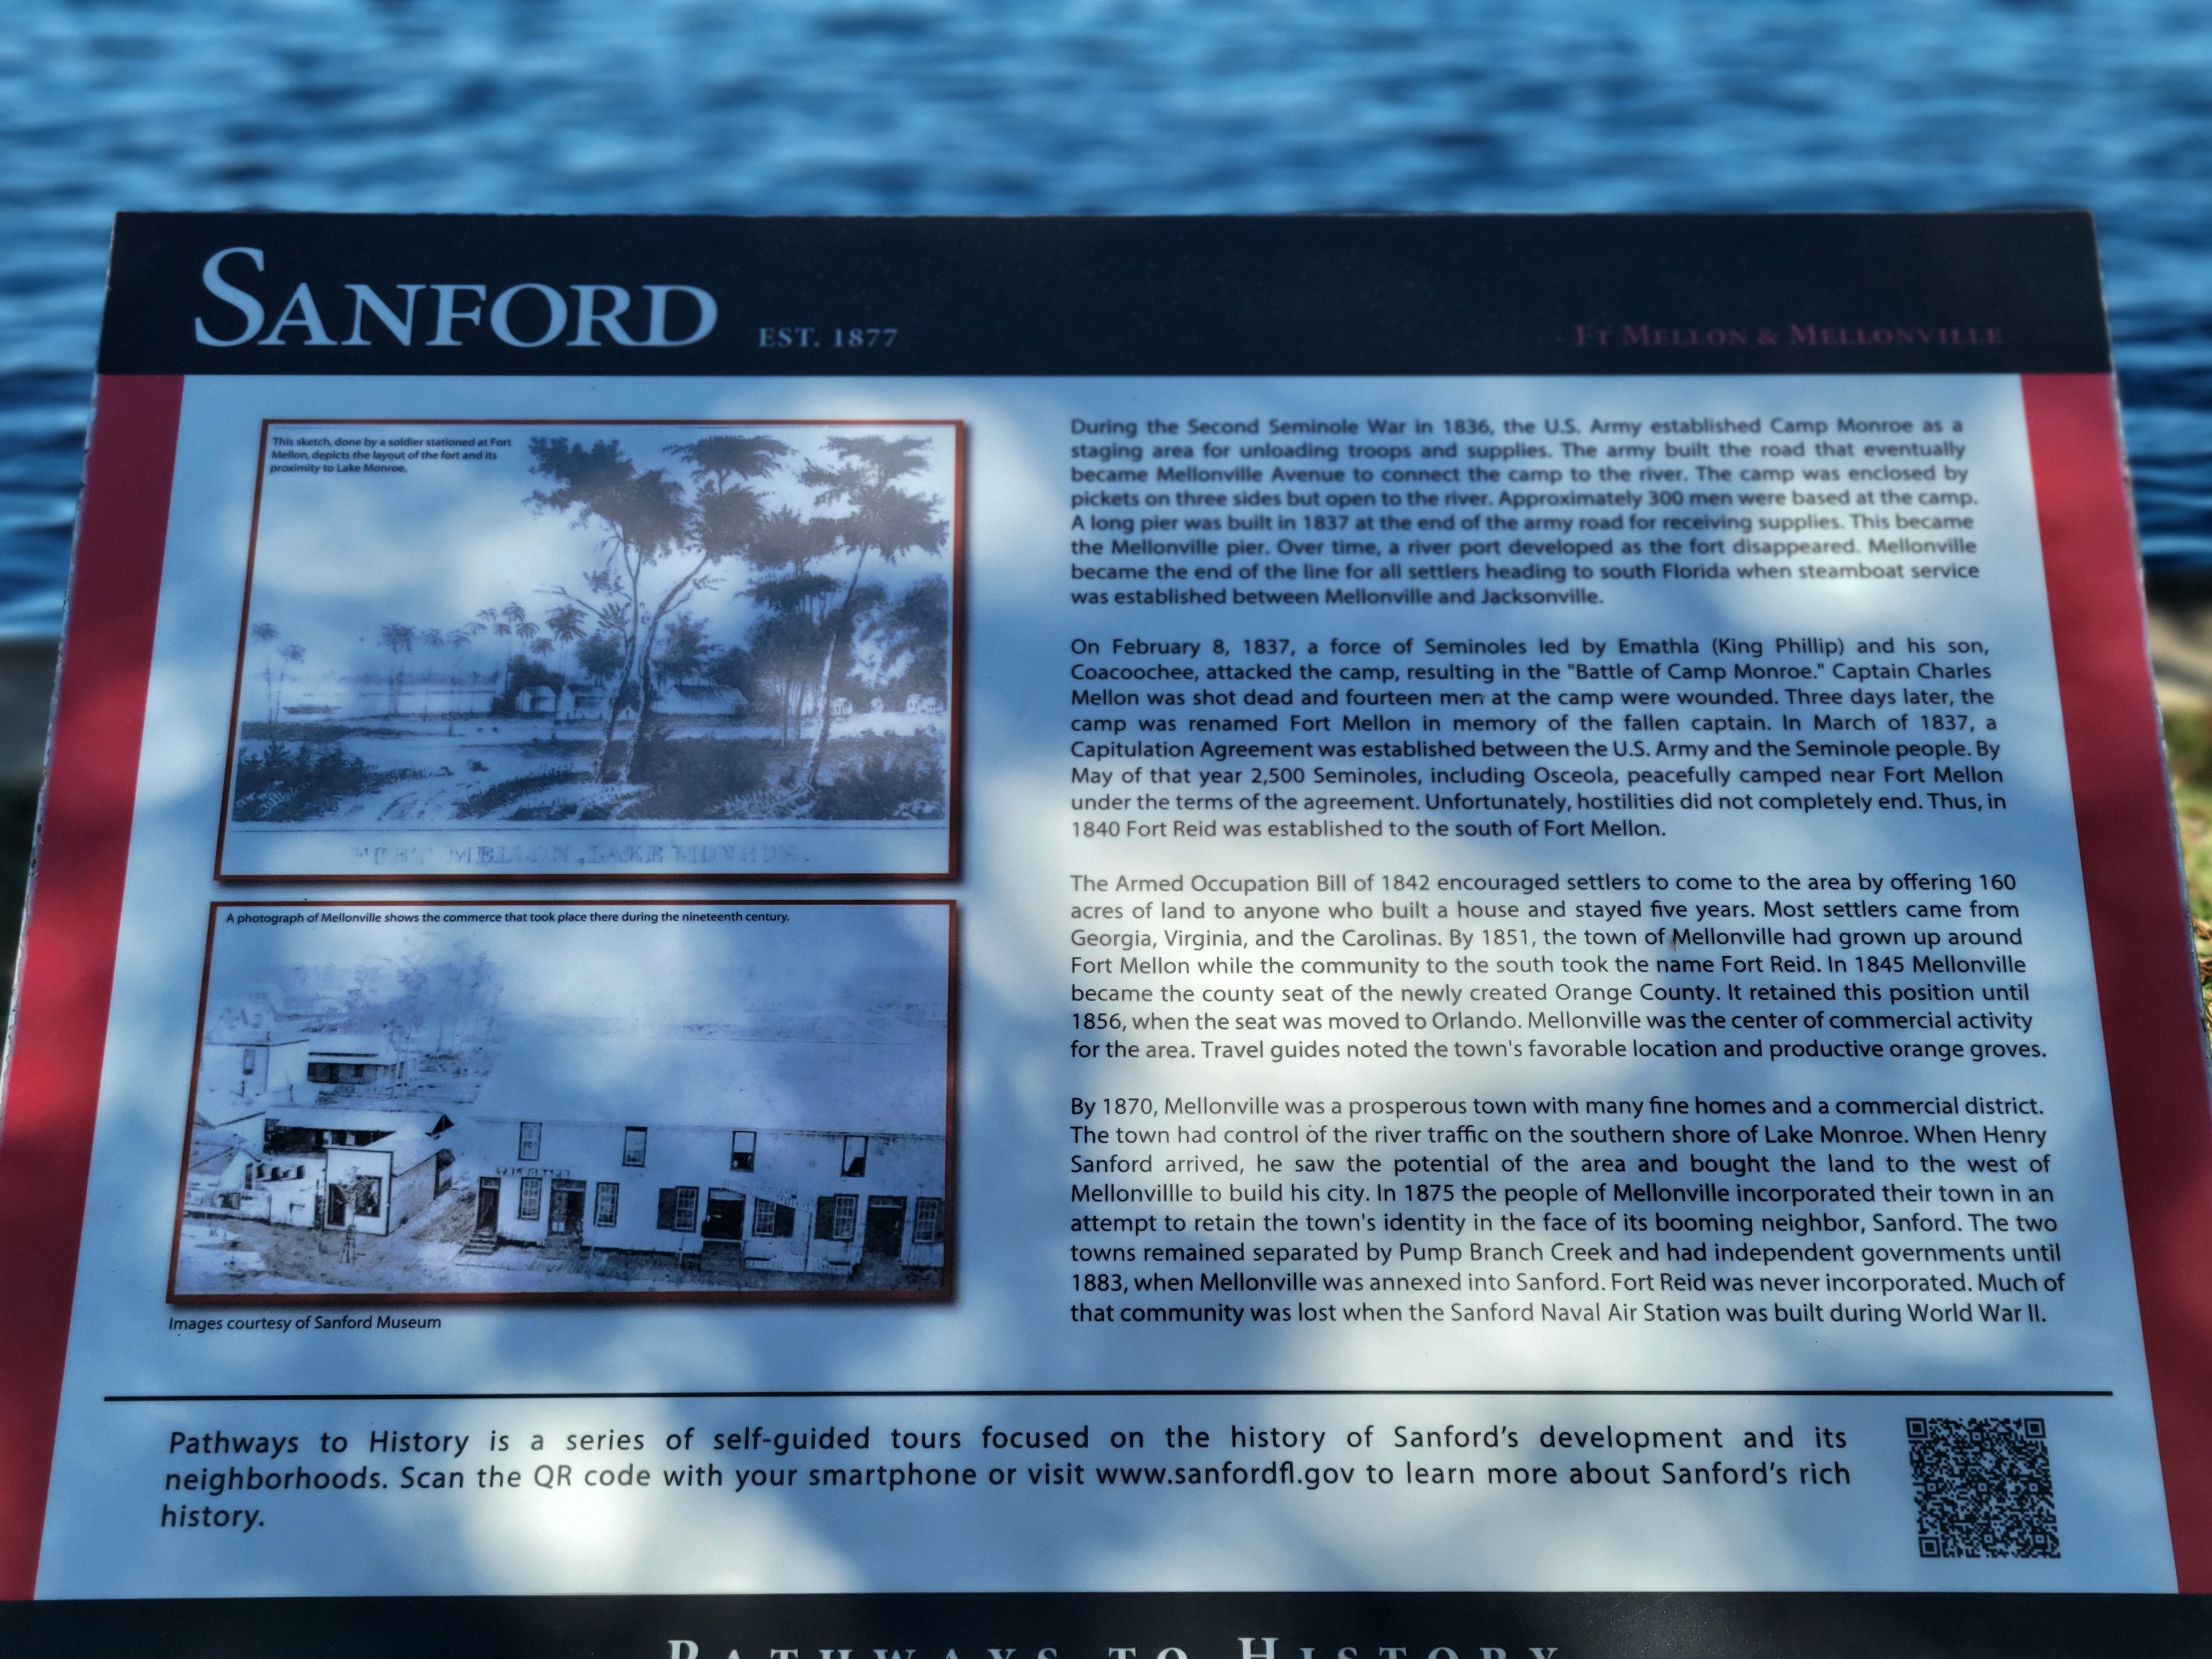 SANFORD EST. 1877
FT MELLON & MELLONVILLE
This sketch, done by a soldier stationed at Fort
Mellon, depicts the layout of the fort and its
proximity to Lake Monroe.
FORT MELLON, LAKE MONROE.
A photograph of Mellonville shows the commerce that took place there during the nineteenth century.
Images courtesy of Sanford Museum
During the Second Seminole War in 1836, the U.S. Army established Camp Monroe as a
staging area for unloading troops and supplies. The army built the road that eventually
became Mellonville Avenue to connect the camp to the river. The camp was enclosed by
pickets on three sides but open to the river. Approximately 300 men were based at the camp.
A long pier was built in 1837 at the end of the army road for receiving supplies. This became
the Mellonville pier. Over time, a river port developed as the fort disappeared. Mellonville
became the end of the line for all settlers heading to south Florida when steamboat service
was established between Mellonville and Jacksonville.
On February 8, 1837, a force of Seminoles led by Emathla (King Phillip) and his son,
Coacoochee, attacked the camp, resulting in the "Battle of Camp Monroe." Captain Charles
Mellon was shot dead and fourteen men at the camp were wounded. Three days later, the
camp was renamed Fort Mellon in memory of the fallen captain. In March of 1837, a
Capitulation Agreement was established between the U.S. Army and the Seminole people. By
May of that year 2,500 Seminoles, including Osceola, peacefully camped near Fort Mellon
under the terms of the agreement. Unfortunately, hostilities did not completely end. Thus, in
1840 Fort Reid was established to the south of Fort Mellon.
The Armed Occupation Bill of 1842 encouraged settlers to come to the area by offering 160
acres of land to anyone who built a house and stayed five years. Most settlers came from
Georgia, Virginia, and the Carolinas. By 1851, the town of Mellonville had grown up around
Fort Mellon while the community to the south took the name Fort Reid. In 1845 Mellonville
became the county seat of the newly created Orange County. It retained this position until
1856, when the seat was moved to Orlando. Mellonville was the center of commercial activity
for the area. Travel guides noted the town's favorable location and productive orange groves.
By 1870, Mellonville was a prosperous town with many fine homes and a commercial district.
The town had control of the river traffic on the southern shore of Lake Monroe. When Henry
Sanford arrived, he saw the potential of the area and bought the land to the west of
Mellonvillle to build his city. In 1875 the people of Mellonville incorporated their town in an
attempt to retain the town's identity in the face of its booming neighbor, Sanford. The two
towns remained separated by Pump Branch Creek and had independent governments until
1883, when Mellonville was annexed into Sanford. Fort Reid was never incorporated. Much of
that community was lost when the Sanford Naval Air Station was built during World War II.
Pathways to History is a series of self-guided tours focused on the history of Sanford's development and its
neighborhoods. Scan the QR code with your smartphone or visit www.sanfordfl.gov to learn more about Sanford's rich
history.
PATHWAYS TO HISTORY